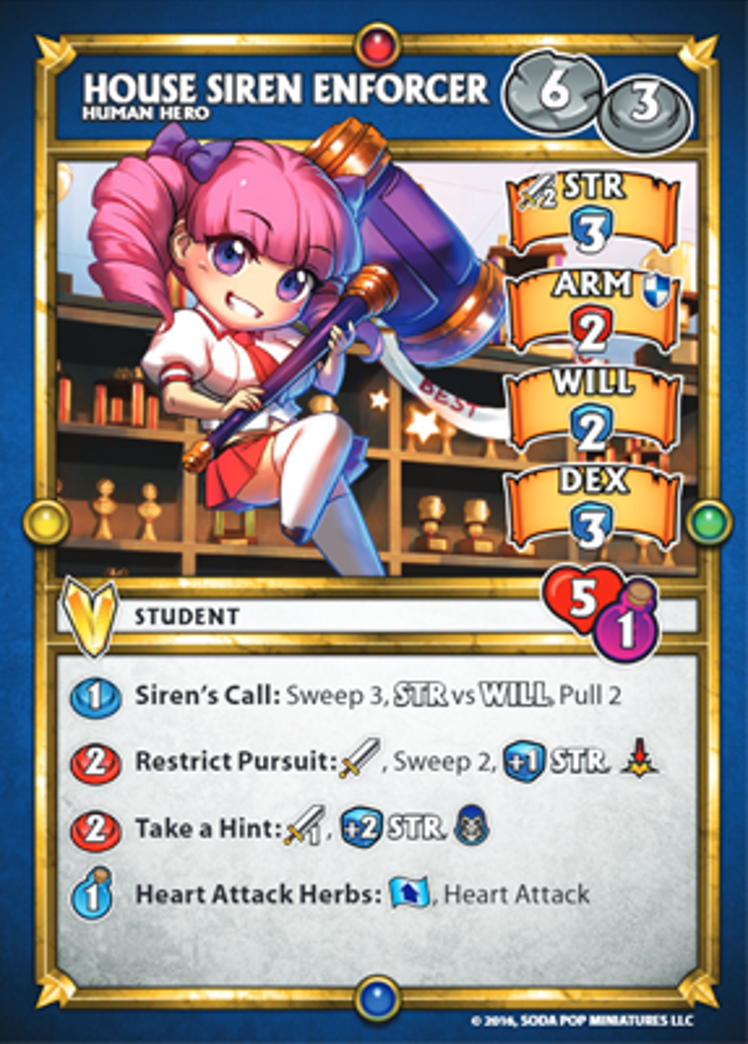 HOUSE SIREN ENFORCER
HUMAN HERO
6
3
2 STR
3
ARM
2
WILL
2
DEX
3
BEST
STUDENT
5
1
1 Siren's Call: Sweep 3, STR vs WILL, Pull 2
2 Restrict Pursuit: , Sweep 2, +1 STR,
2 Take a Hint: 1, +2 STR,
1 Heart Attack Herbs: , Heart Attack
© 2016, SODA POP MINIATURES LLC